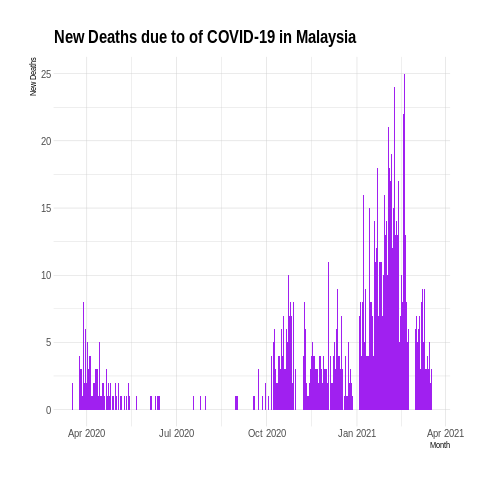 New Deaths due to of COVID-19 in Malaysia
New Deaths
25
20
15
10
5
0
Apr 2020 Jul 2020 Oct 2020 Jan 2021 Apr 2021
Month